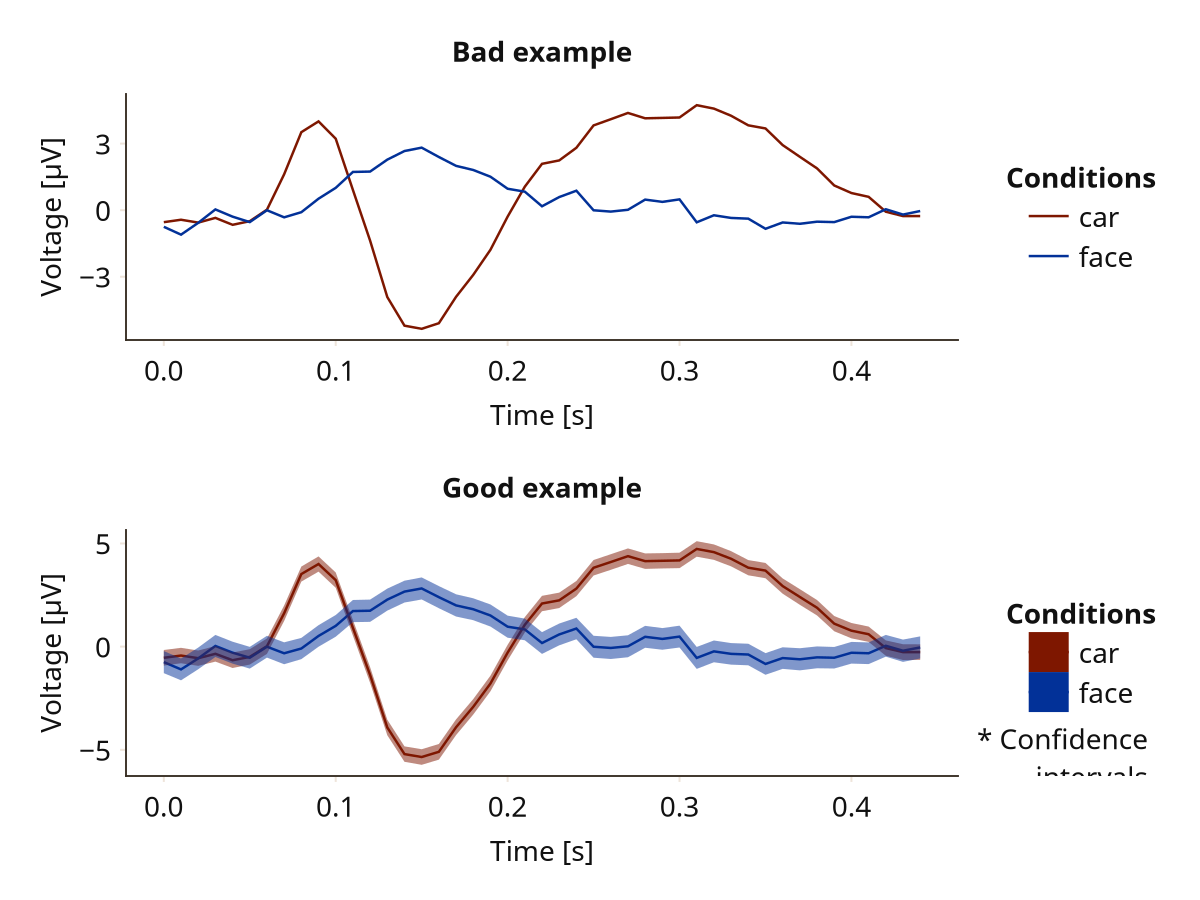 Bad example
Voltage [µV]
3
0
−3
0.0 0.1 0.2 0.3 0.4
Time [s]
Conditions
car
face
Good example
Voltage [µV]
5
0
−5
0.0 0.1 0.2 0.3 0.4
Time [s]
Conditions
car
face
* Confidence
intervals